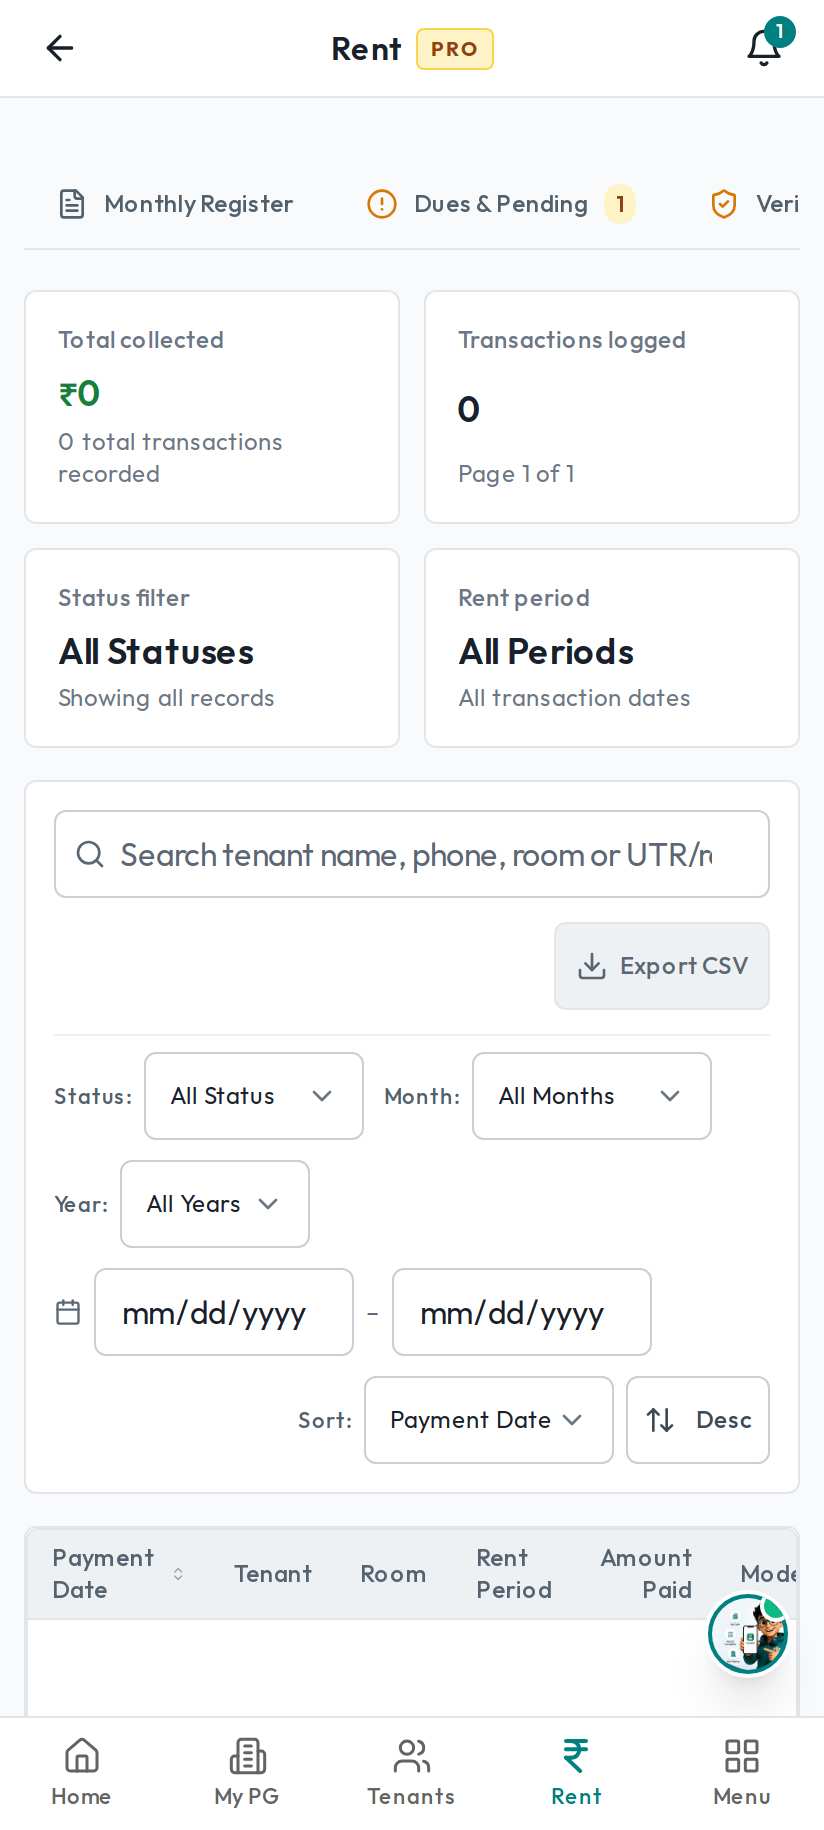 Rent PRO 1
Monthly Register Dues & Pending 1 Veri
Total collected
₹0
0 total transactions
recorded
Transactions logged
0
Page 1 of 1
Status filter
All Statuses
Showing all records
Rent period
All Periods
All transaction dates
Search tenant name, phone, room or UTR/r
Export CSV
Status: All Status Month: All Months
Year: All Years
mm/dd/yyyy - mm/dd/yyyy
Sort: Payment Date Desc
Payment
Date
Tenant
Room
Rent
Period
Amount
Paid
Mode
Home My PG Tenants Rent Menu